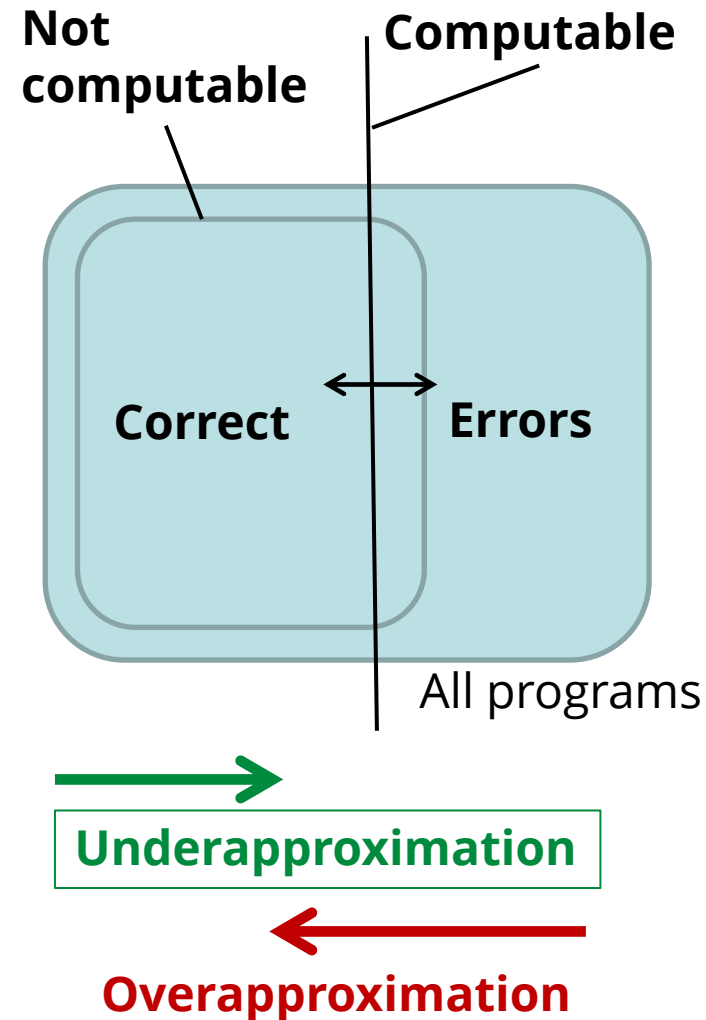 Not
computable
Computable
Correct
Errors
All programs
Underapproximation
Overapproximation